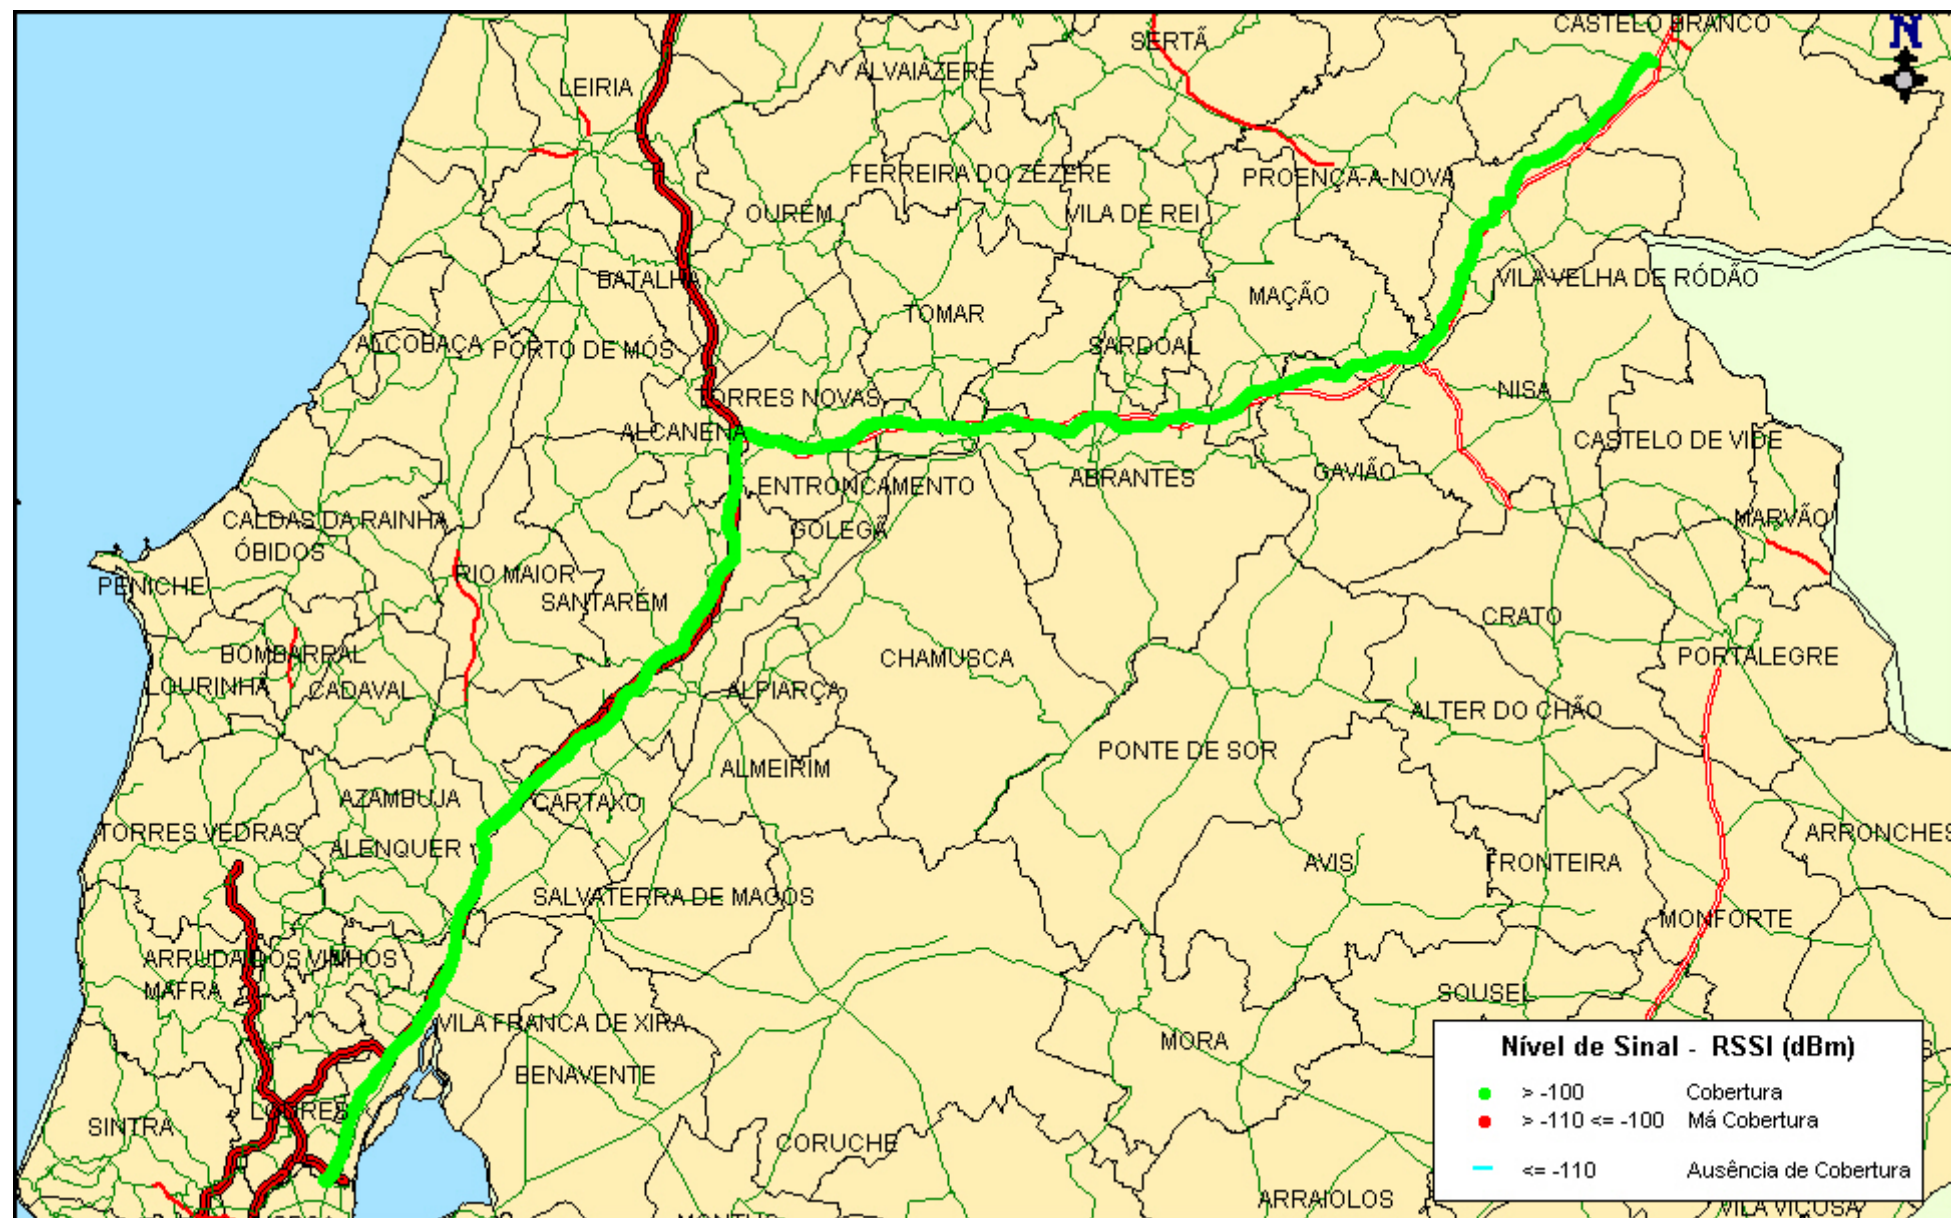 CASTELO BRANCO
N
SERTÃ
ALVAIAZERE
LEIRIA
FERREIRA DO ZEZERE
PROENÇA-A-NOVA
OUREM
VILA DE REI
BATALHA
VILA VELHA DE RÓDÃO
MAÇÃO
TOMAR
ALCOBAÇA
PORTO DE MÓS
SARDOAL
NISA
TORRES NOVAS
ALCANENA
CASTELO DE VIDE
GAVIÃO
ABRANTES
ENTRONCAMENTO
MARVÃO
CALDAS DA RAINHA
GOLEGÃ
ÓBIDOS
RIO MAIOR
PENICHE
SANTARÉM
CRATO
BOMBARRAL
CHAMUSCA
PORTALEGRE
LOURINHÃ
CADAVAL
ALPIARÇA
ALTER DO CHÃO
PONTE DE SOR
ALMEIRIM
AZAMBUJA
CARTAXO
TORRES VEDRAS
ARRONCHES
ALENQUER
AVIS
FRONTEIRA
SALVATERRA DE MAGOS
MONFORTE
ARRUDA DOS VINHOS
MAFRA
SOUSEL
VILA FRANCA DE XIRA
MORA
BENAVENTE
LOURES
SINTRA
CORUCHE
ARRAIOLOS
Nível de Sinal - RSSI (dBm)
> -100 Cobertura
> -110 <= -100 Má Cobertura
<= -110 Ausência de Cobertura
VILA VIÇOSA